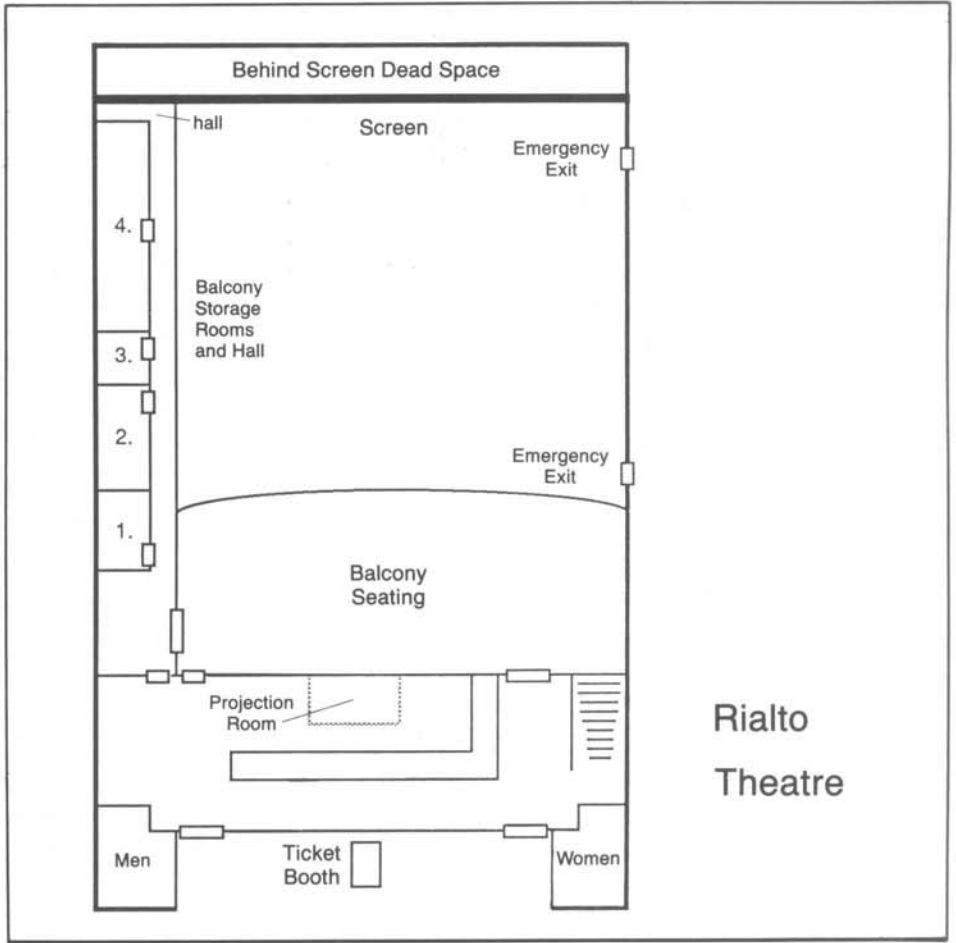 Behind Screen Dead Space
hall
Screen
Emergency
Exit
4.
Balcony
Storage
Rooms
and Hall
3.
2.
Emergency
Exit
1.
Balcony
Seating
Projection
Room
Rialto
Theatre
Men
Ticket
Booth
Women